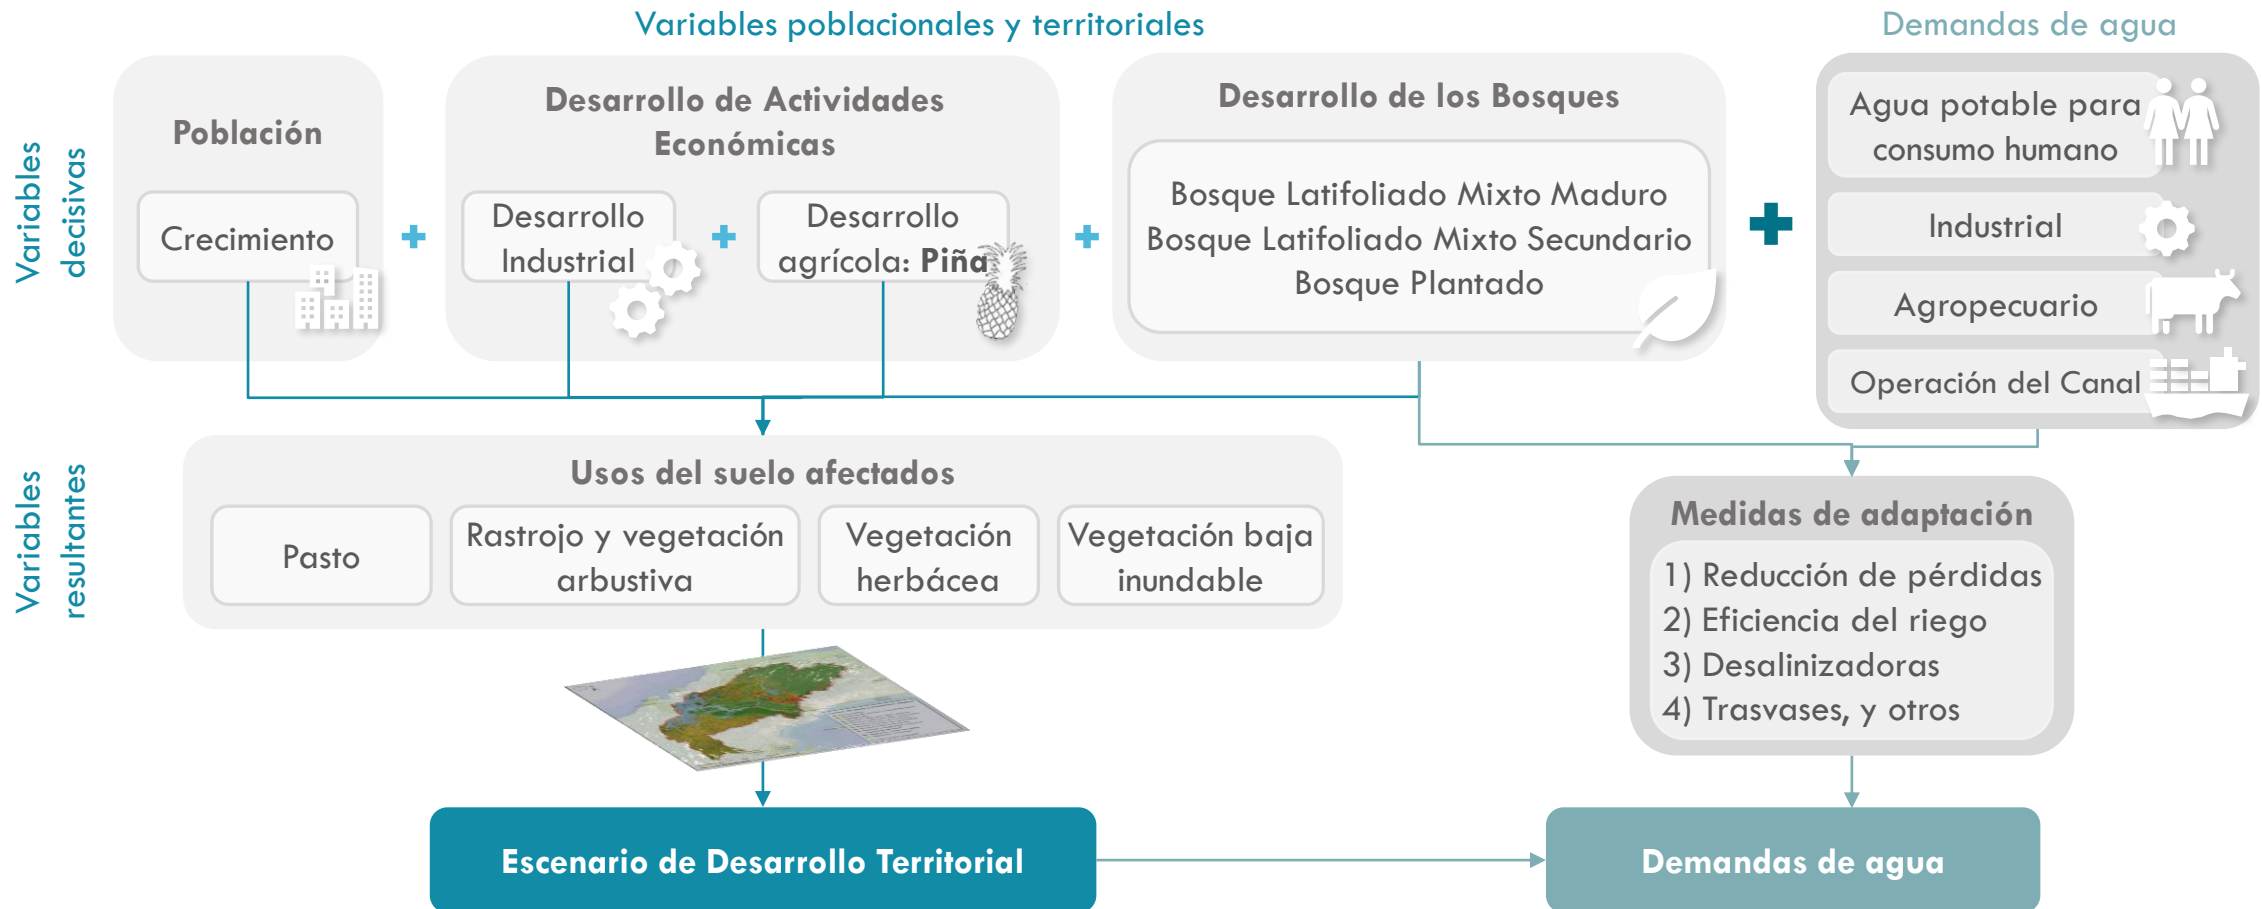 Variables poblacionales y territoriales
Demandas de agua
Variables
decisivas
Población
Crecimiento
Desarrollo de Actividades
Económicas
Desarrollo
Industrial
Desarrollo
agrícola: Piña
Desarrollo de los Bosques
Bosque Latifoliado Mixto Maduro
Bosque Latifoliado Mixto Secundario
Bosque Plantado
Agua potable para
consumo humano
Industrial
Agropecuario
Operación del Canal
Variables
resultantes
Usos del suelo afectados
Pasto
Rastrojo y vegetación
arbustiva
Vegetación
herbácea
Vegetación baja
inundable
Medidas de adaptación
1) Reducción de pérdidas
2) Eficiencia del riego
3) Desalinizadoras
4) Trasvases, y otros
Escenario de Desarrollo Territorial
Demandas de agua